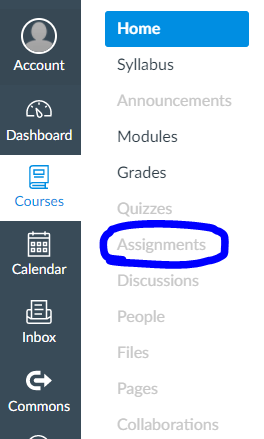 Account
Dashboard
Courses
Calendar
Inbox
Commons
Home
Syllabus
Announcements
Modules
Grades
Quizzes
Assignments
Discussions
People
Files
Pages
Collaborations